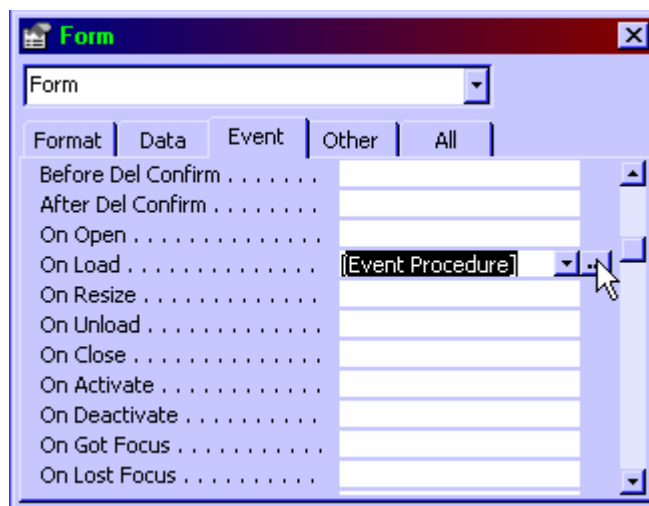 Form
Form
Format Data Event Other All
Before Del Confirm . . . . . . .
After Del Confirm . . . . . . . .
On Open . . . . . . . . . . . . . .
On Load . . . . . . . . . . . . . . [Event Procedure] ...
On Resize . . . . . . . . . . . . .
On Unload . . . . . . . . . . . . .
On Close . . . . . . . . . . . . . .
On Activate . . . . . . . . . . . .
On Deactivate . . . . . . . . . .
On Got Focus . . . . . . . . . . .
On Lost Focus . . . . . . . . . .